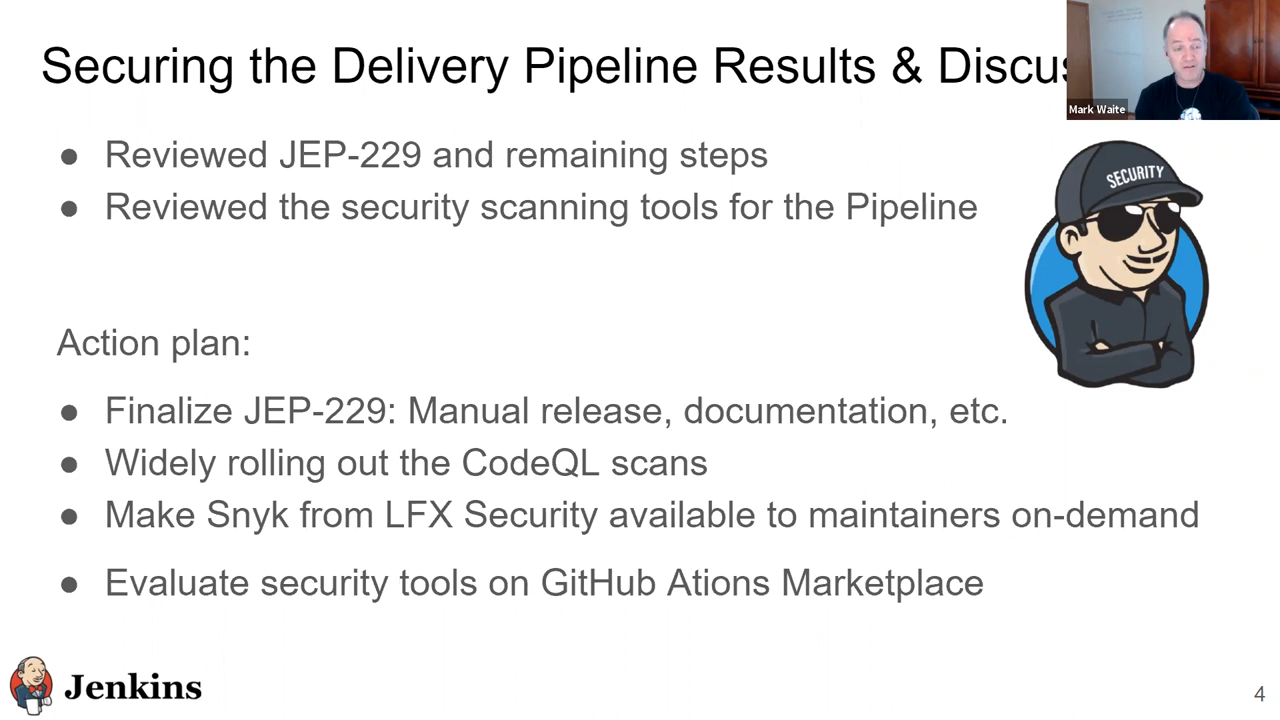 Securing the Delivery Pipeline Results & Discus
Mark Waite
● Reviewed JEP-229 and remaining steps
● Reviewed the security scanning tools for the Pipeline
SECURITY
Action plan:
● Finalize JEP-229: Manual release, documentation, etc.
● Widely rolling out the CodeQL scans
● Make Snyk from LFX Security available to maintainers on-demand
● Evaluate security tools on GitHub Ations Marketplace
Jenkins
4